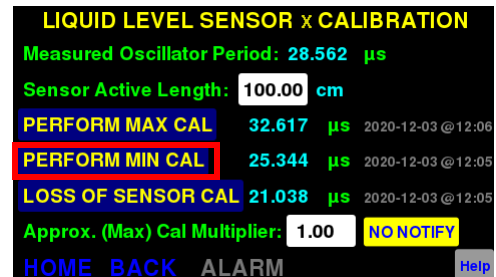 LIQUID LEVEL SENSOR x CALIBRATION
Measured Oscillator Period: 28.562 µs
Sensor Active Length: 100.00 cm
PERFORM MAX CAL 32.617 µs 2020-12-03 @ 12:06
PERFORM MIN CAL 25.344 µs 2020-12-03 @ 12:05
LOSS OF SENSOR CAL 21.038 µs 2020-12-03 @ 12:05
Approx. (Max) Cal Multiplier: 1.00 NO NOTIFY
HOME BACK ALARM Help